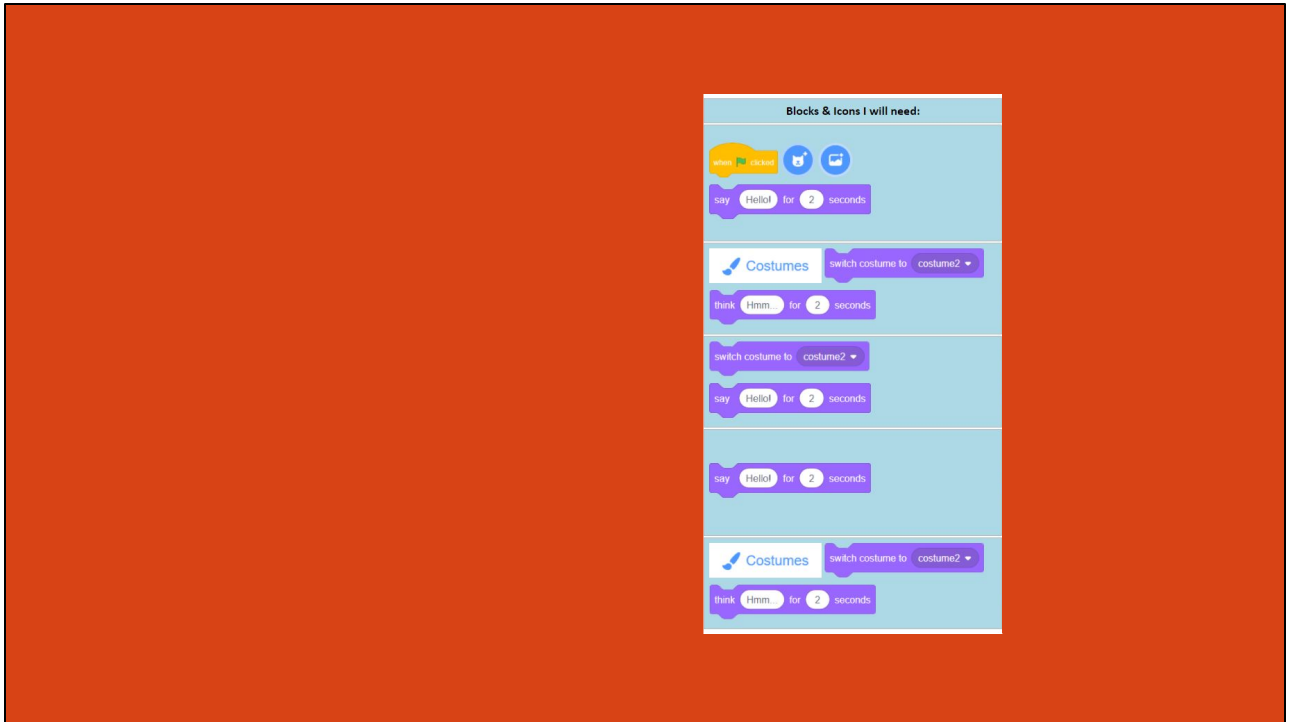 Blocks & Icons I will need:
when clicked
say Hello! for 2 seconds
Costumes switch costume to costume2
think Hmm... for 2 seconds
switch costume to costume2
say Hello! for 2 seconds
say Hello! for 2 seconds
Costumes switch costume to costume2
think Hmm... for 2 seconds